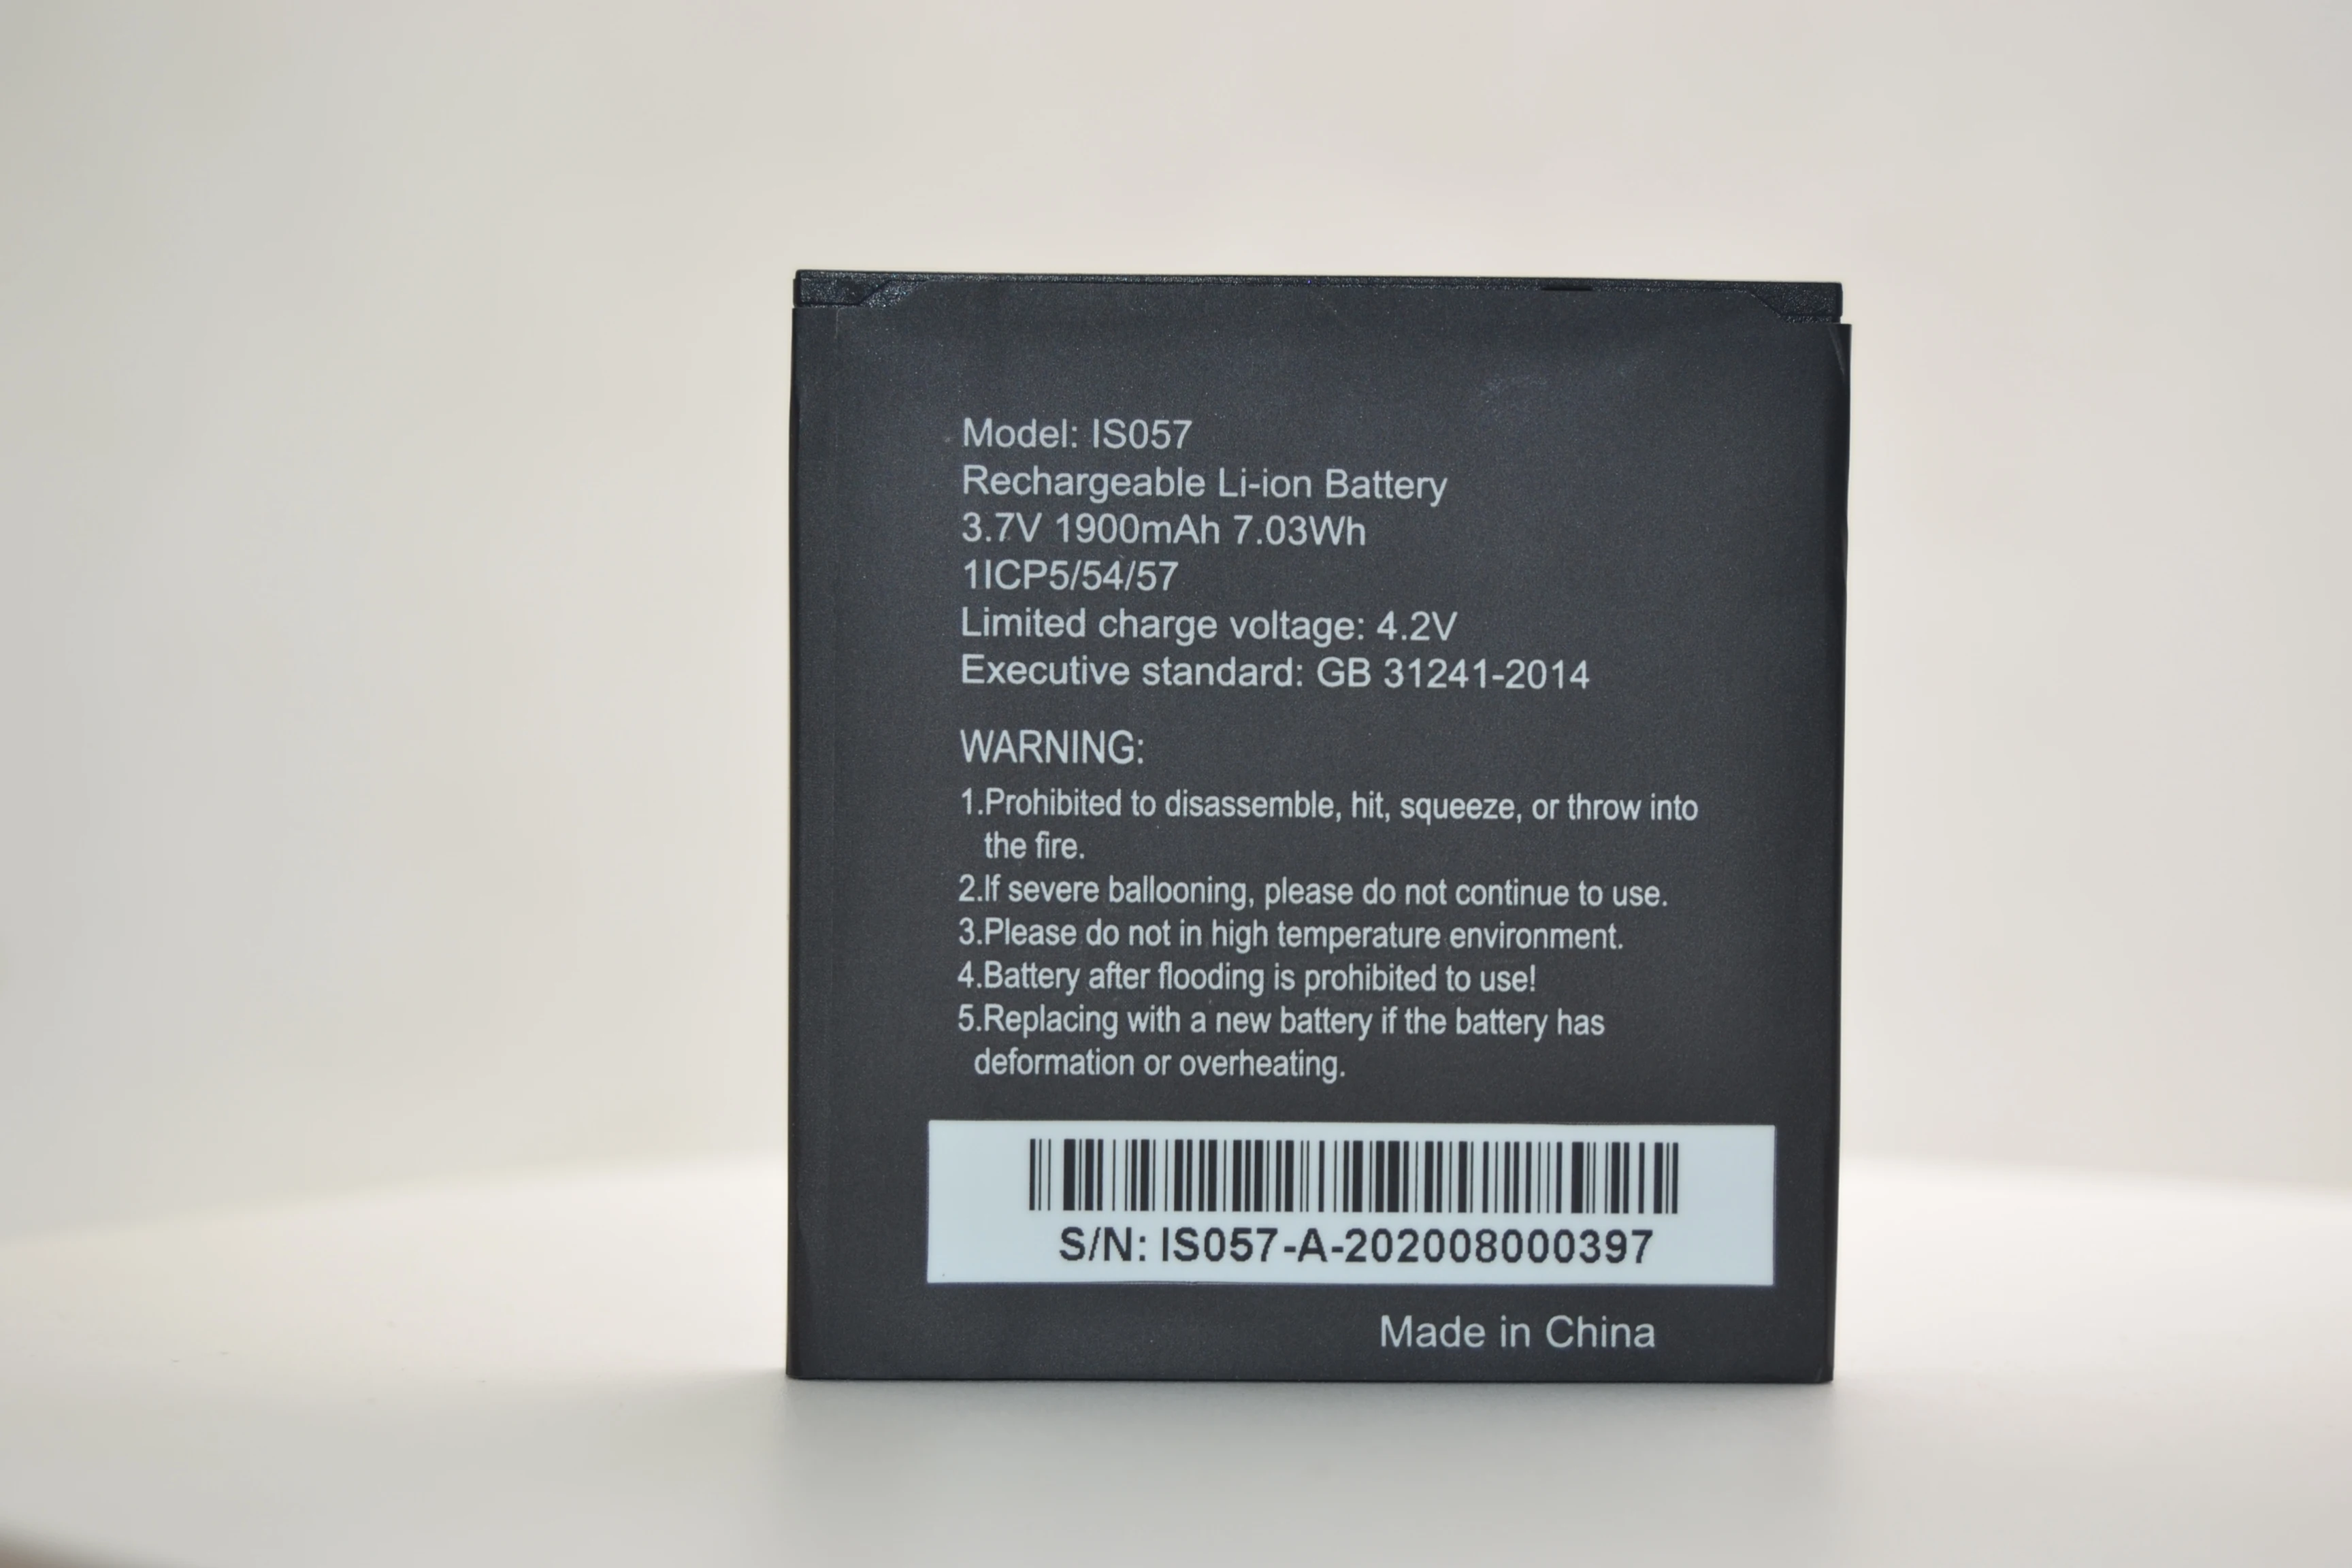 Model: IS057
Rechargeable Li-ion Battery
3.7V 1900mAh 7.03Wh
1ICP5/54/57
Limited charge voltage: 4.2V
Executive standard: GB 31241-2014
WARNING:
1.Prohibited to disassemble, hit, squeeze, or throw into
the fire.
2.If severe ballooning, please do not continue to use.
3.Please do not in high temperature environment.
4.Battery after flooding is prohibited to use!
5.Replacing with a new battery if the battery has
deformation or overheating.
S/N: IS057-A-202008000397
Made in China